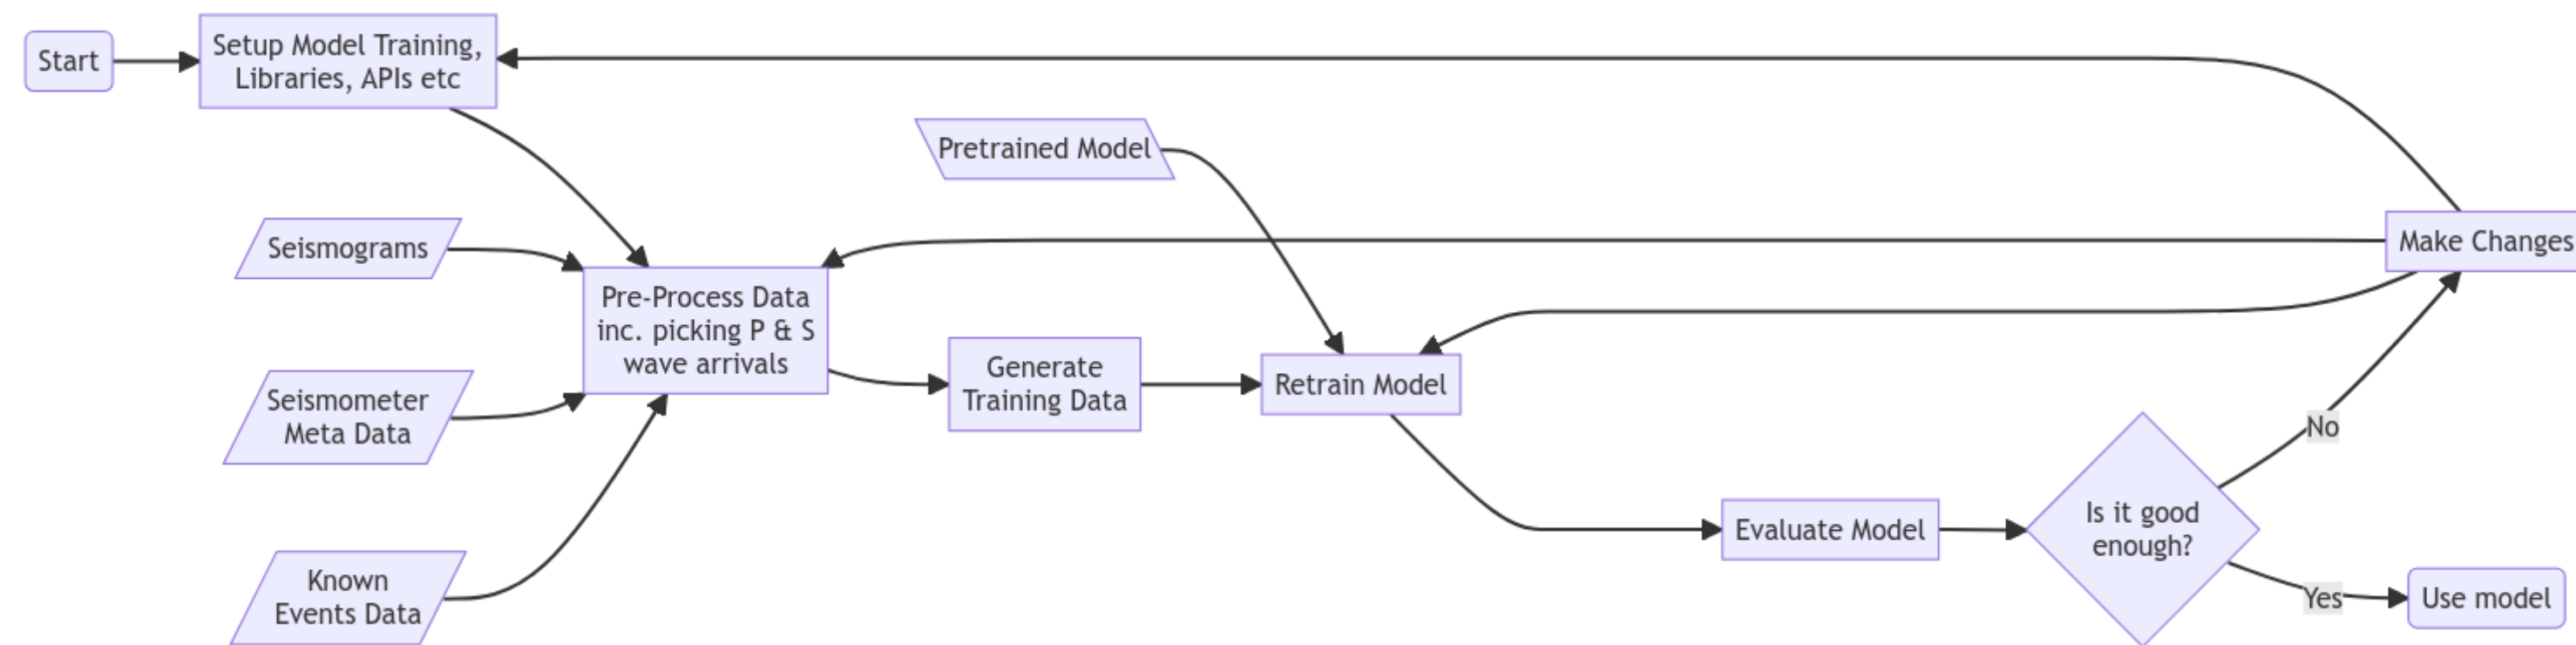 Start
Setup Model Training,
Libraries, APIs etc
Pretrained Model
Seismograms
Make Changes
Pre-Process Data
inc. picking P & S
wave arrivals
Generate
Training Data
Retrain Model
Seismometer
Meta Data
No
Is it good
enough?
Evaluate Model
Known
Events Data
Yes
Use model